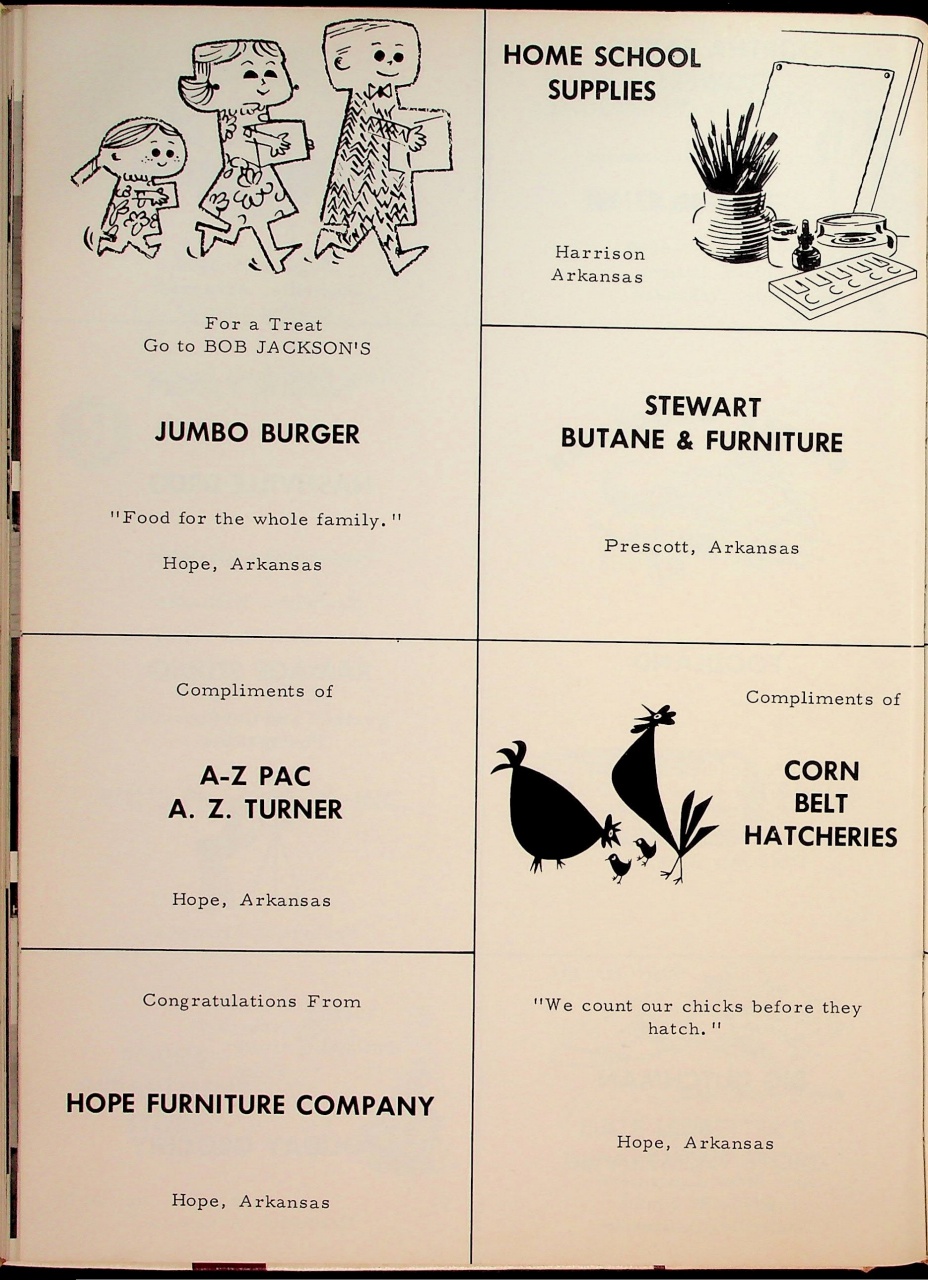 For a Treat
Go to BOB JACKSON'S
JUMBO BURGER
"Food for the whole family."
Hope, Arkansas
HOME SCHOOL
SUPPLIES
Harrison
Arkansas
STEWART
BUTANE & FURNITURE
Prescott, Arkansas
Compliments of
A-Z PAC
A. Z. TURNER
Hope, Arkansas
Compliments of
CORN
BELT
HATCHERIES
"We count our chicks before they
hatch."
Hope, Arkansas
Congratulations From
HOPE FURNITURE COMPANY
Hope, Arkansas